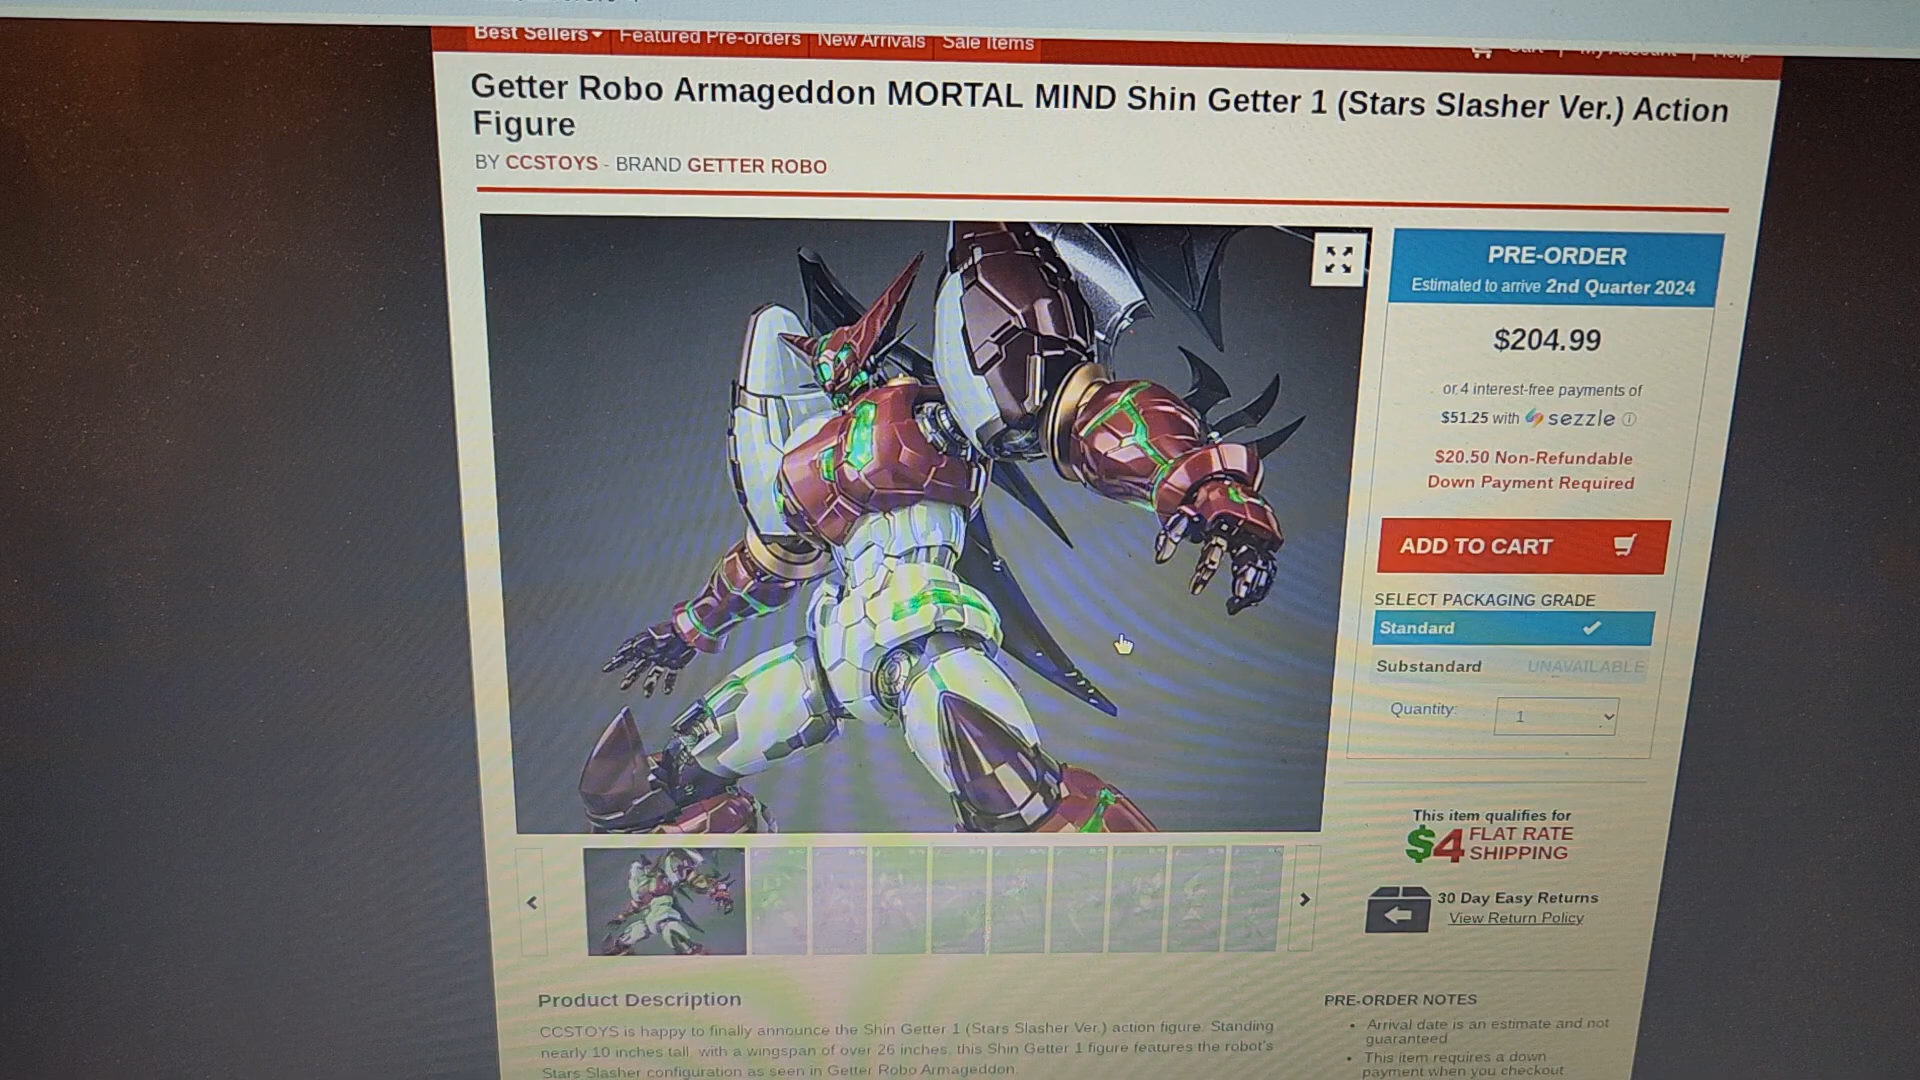 Best Sellers
Featured Pre-orders
New Arrivals
Sale Items
Cart | My Account | Help
Getter Robo Armageddon MORTAL MIND Shin Getter 1 (Stars Slasher Ver.) Action
Figure
BY CCSTOYS - BRAND GETTER ROBO
PRE-ORDER
Estimated to arrive 2nd Quarter 2024
$204.99
or 4 interest-free payments of
$51.25 with sezzle
$20.50 Non-Refundable
Down Payment Required
ADD TO CART
SELECT PACKAGING GRADE
Standard
Substandard UNAVAILABLE
Quantity: 1
This item qualifies for
$4 FLAT RATE
SHIPPING
30 Day Easy Returns
View Return Policy
Product Description
CCSTOYS is happy to finally announce the Shin Getter 1 (Stars Slasher Ver.) action figure. Standing
nearly 10 inches tall, with a wingspan of over 26 inches, this Shin Getter 1 figure features the robot's
Stars Slasher configuration as seen in Getter Robo Armageddon.
PRE-ORDER NOTES
Arrival date is an estimate and not
guaranteed
This item requires a down
payment when you checkout